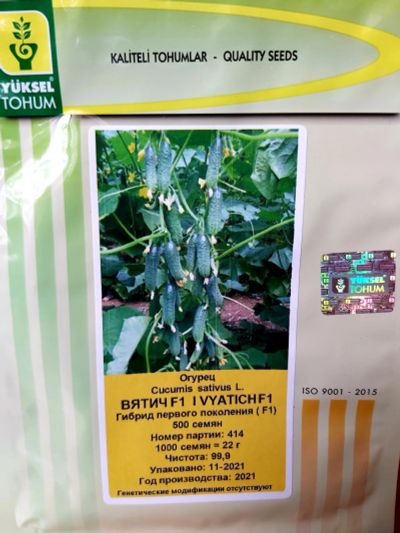 YÜKSEL
TOHUM
KALİTELİ TOHUMLAR - QUALITY SEEDS
YÜKSEL
TOHUM
Огурец
Cucumis sativus L.
ВЯТИЧ F1 I VYATICH F1
Гибрид первого поколения ( F1)
500 семян
Номер партии: 414
1000 семян = 22 г
Чистота: 99,9
Упаковано: 11-2021
Год производства: 2021
Генетические модификации отсутствуют
ISO 9001 - 2015